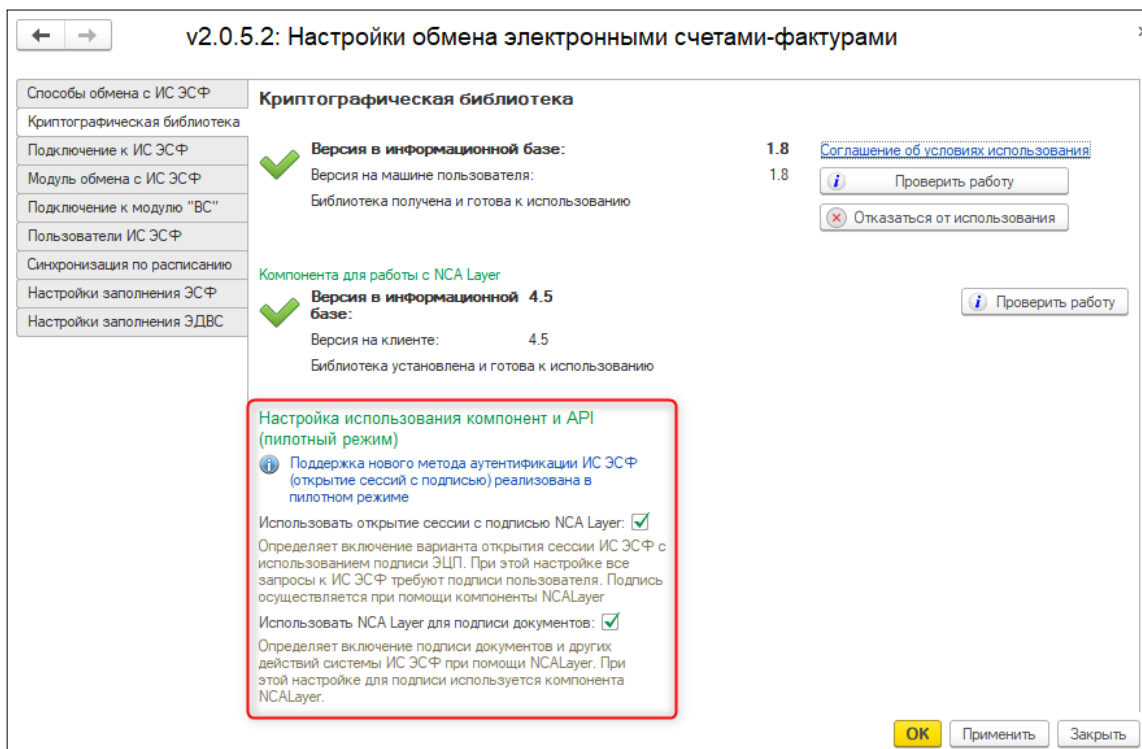 v2.0.5.2: Настройки обмена электронными счетами-фактурами
Способы обмена с ИС ЭСФ
Криптографическая библиотека
Подключение к ИС ЭСФ
Модуль обмена с ИС ЭСФ
Подключение к модулю "ВС"
Пользователи ИС ЭСФ
Синхронизация по расписанию
Настройки заполнения ЭСФ
Настройки заполнения ЭДВС
Криптографическая библиотека
Версия в информационной базе: 1.8
Версия на машине пользователя: 1.8
Библиотека получена и готова к использованию
Соглашение об условиях использования
Проверить работу
Отказаться от использования
Компонента для работы с NCA Layer
Версия в информационной 4.5
базе:
Версия на клиенте: 4.5
Библиотека установлена и готова к использованию
Проверить работу
Настройка использования компонент и API
(пилотный режим)
Поддержка нового метода аутентификации ИС ЭСФ
(открытие сессий с подписью) реализована в
пилотном режиме
Использовать открытие сессии с подписью NCA Layer:
Определяет включение варианта открытия сессии ИС ЭСФ с
использованием подписи ЭЦП. При этой настройке все
запросы к ИС ЭСФ требуют подписи пользователя. Подпись
осуществляется при помощи компоненты NCALayer
Использовать NCA Layer для подписи документов:
Определяет включение подписи документов и других
действий системы ИС ЭСФ при помощи NCALayer. При
этой настройке для подписи используется компонента
NCALayer.
ОК
Применить
Закрыть